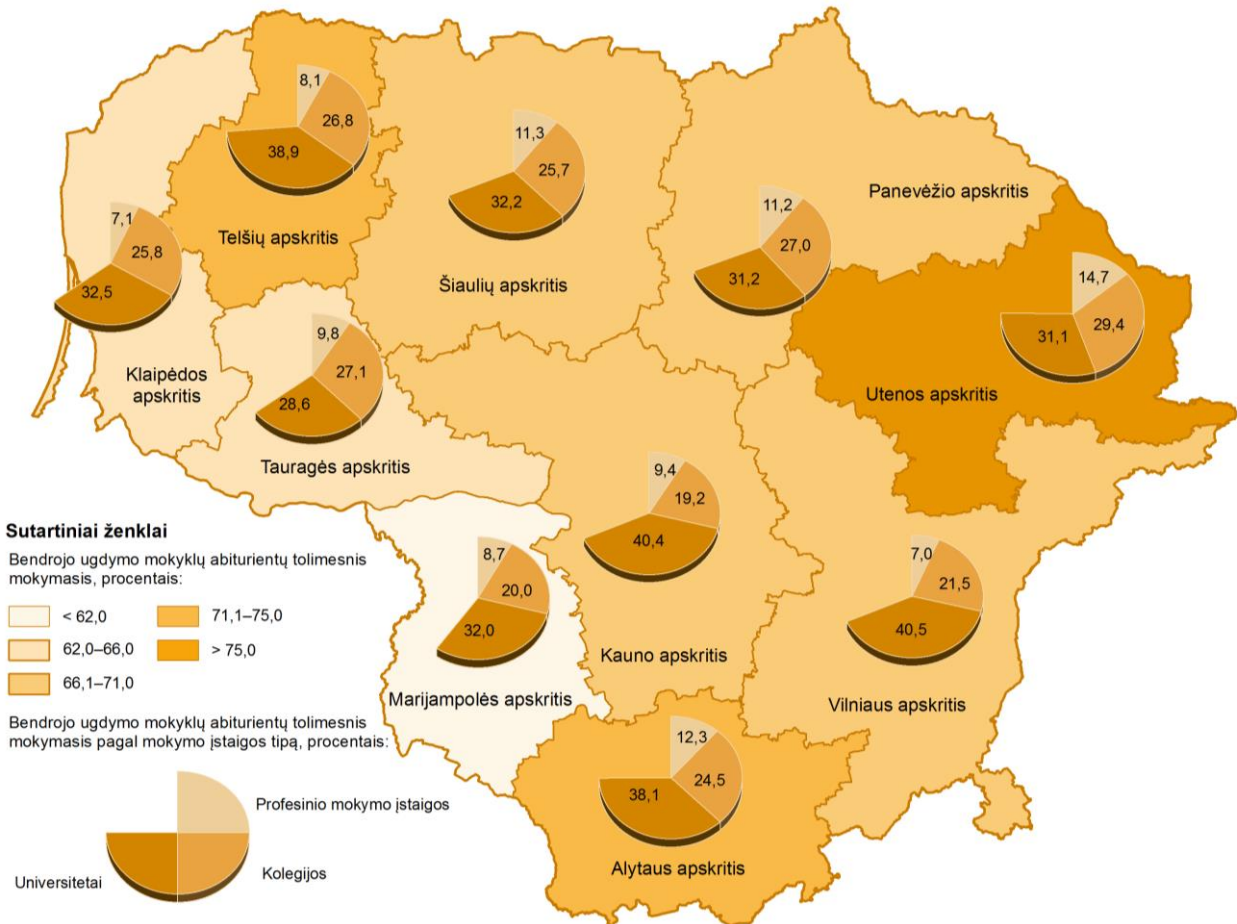 8,1
26,8
38,9
Telšių apskritis
11,3
25,7
32,2
Šiaulių apskritis
Panevėžio apskritis
11,2
27,0
31,2
7,1
25,8
32,5
Klaipėdos
apskritis
14,7
29,4
31,1
Utenos apskritis
9,8
27,1
28,6
Tauragės apskritis
9,4
19,2
40,4
Kauno apskritis
8,7
20,0
32,0
Marijampolės apskritis
7,0
21,5
40,5
Vilniaus apskritis
12,3
24,5
38,1
Alytaus apskritis
Sutartiniai ženklai
Bendrojo ugdymo mokyklų abiturientų tolimesnis
mokymasis, procentais:
< 62,0
62,0–66,0
66,1–71,0
71,1–75,0
> 75,0
Bendrojo ugdymo mokyklų abiturientų tolimesnis
mokymasis pagal mokymo įstaigos tipą, procentais:
Profesinio mokymo įstaigos
Universitetai
Kolegijos